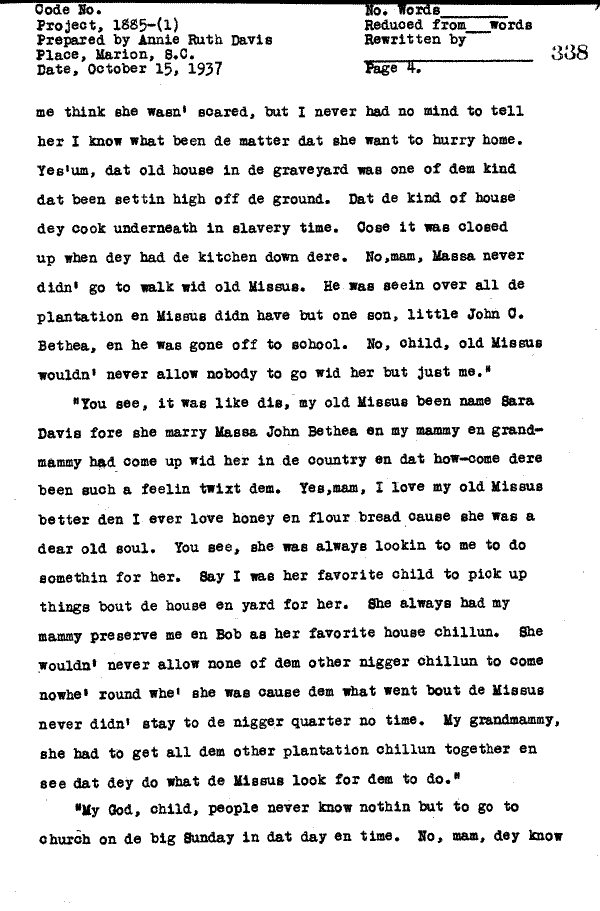 Code No.
Project, 1885-(1)
Prepared by Annie Ruth Davis
Place, Marion, S.C.
Date, October 15, 1937
No. Words
Reduced from words
Rewritten by
Page 4.
338
me think she wasn' scared, but I never had no mind to tell
her I know what been de matter dat she want to hurry home.
Yes'um, dat old house in de graveyard was one of dem kind
dat been settin high off de ground. Dat de kind of house
dey cook underneath in slavery time. Cose it was closed
up when dey had de kitchen down dere. No,mam, Massa never
didn' go to walk wid old Missus. He was seein over all de
plantation en Missus didn have but one son, little John C.
Bethea, en he was gone off to school. No, child, old Missus
wouldn' never allow nobody to go wid her but just me."
"You see, it was like dis, my old Missus been name Sara
Davis fore she marry Massa John Bethea en my mammy en grand-
mammy had come up wid her in de country en dat how-come dere
been such a feelin twixt dem. Yes,mam, I love my old Missus
better den I ever love honey en flour bread cause she was a
dear old soul. You see, she was always lookin to me to do
somethin for her. Say I was her favorite child to pick up
things bout de house en yard for her. She always had my
mammy preserve me en Bob as her favorite house chillun. She
wouldn' never allow none of dem other nigger chillun to come
nowhe' round whe' she was cause dem what went bout de Missus
never didn' stay to de nigger quarter no time. My grandmammy,
she had to get all dem other plantation chillun together en
see dat dey do what de Missus look for dem to do."
"My God, child, people never know nothin but to go to
church on de big Sunday in dat day en time. No, mam, dey know